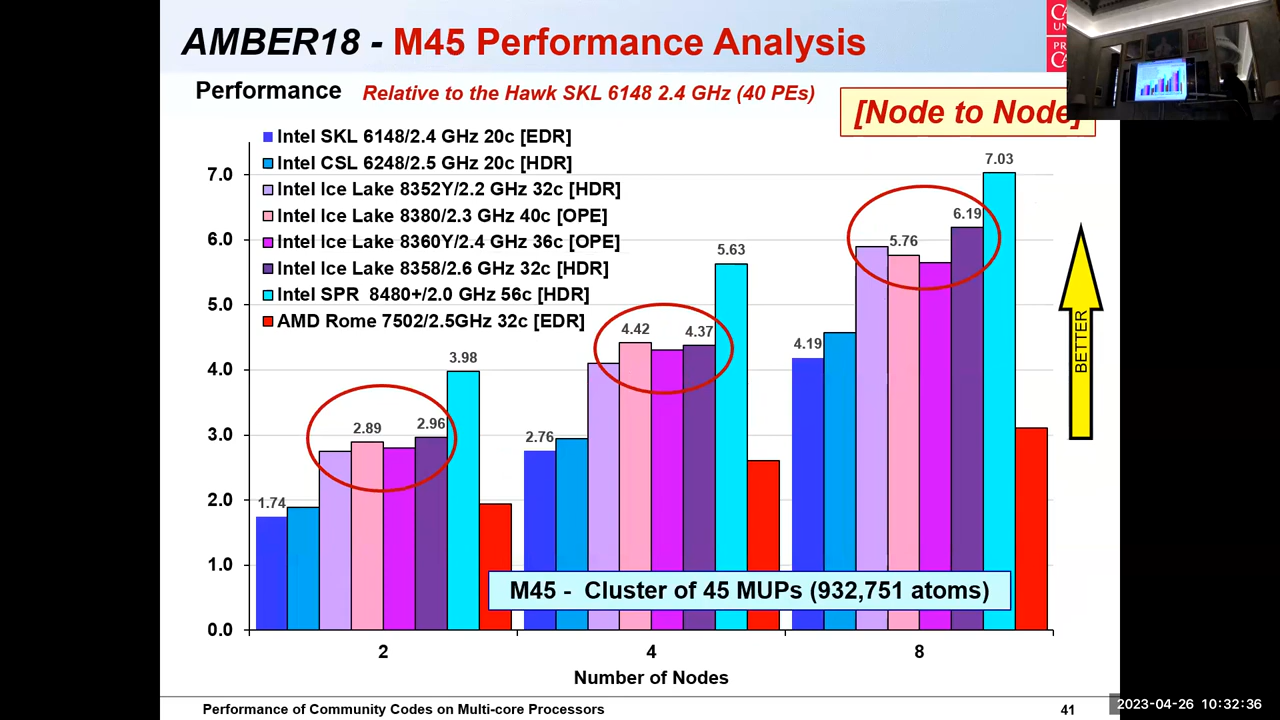 AMBER18 - M45 Performance Analysis
CA
UN
PR
CA
Performance Relative to the Hawk SKL 6148 2.4 GHz (40 PEs)
[Node to Node]
Intel SKL 6148/2.4 GHz 20c [EDR]
Intel CSL 6248/2.5 GHz 20c [HDR]
Intel Ice Lake 8352Y/2.2 GHz 32c [HDR]
Intel Ice Lake 8380/2.3 GHz 40c [OPE]
Intel Ice Lake 8360Y/2.4 GHz 36c [OPE]
Intel Ice Lake 8358/2.6 GHz 32c [HDR]
Intel SPR 8480+/2.0 GHz 56c [HDR]
AMD Rome 7502/2.5GHz 32c [EDR]
7.0
6.0
5.0
4.0
3.0
2.0
1.0
0.0
1.74
2.89
2.96
3.98
2.76
4.42
4.37
5.63
4.19
5.76
6.19
7.03
BETTER
M45 - Cluster of 45 MUPs (932,751 atoms)
2 4 8
Number of Nodes
Performance of Community Codes on Multi-core Processors 41
2023-04-26 10:32:36